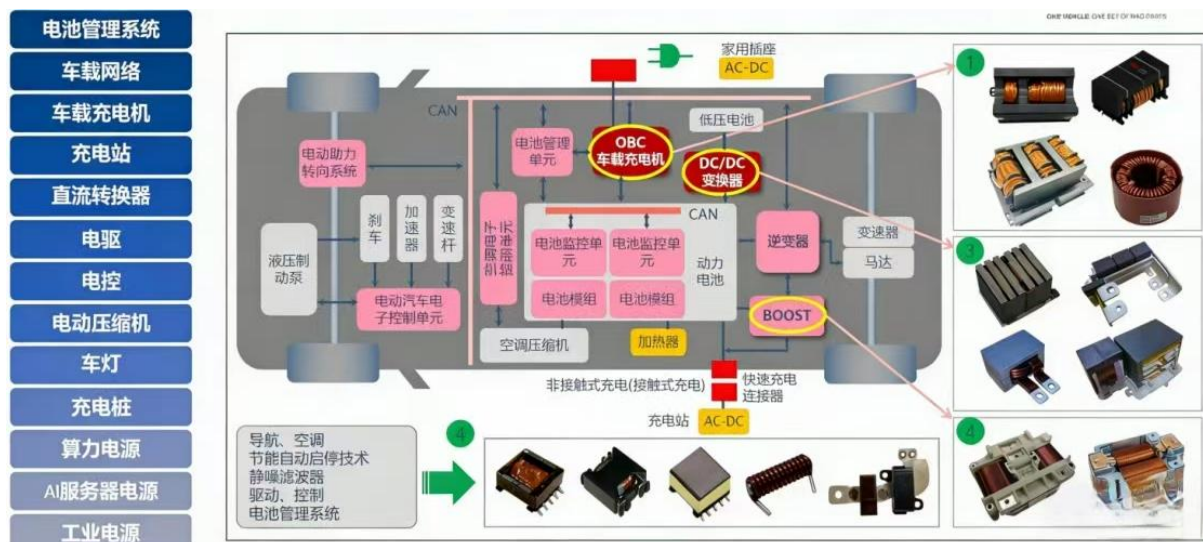 ONE VEHICLE GIVE SET OF MAG
电池管理系统
车载网络
车载充电机
充电站
直流转换器
电驱
电控
电动压缩机
车灯
充电桩
算力电源
AI服务器电源
工业电源
家用插座
AC-DC
CAN
电动助力
转向系统
电池管理
单元
OBC
车载充电机
低压电池
DC/DC
变换器
CAN
刹车
加速器
变速杆
液压制
动泵
电动汽车电
子控制单元
电池监控单
元
电池监控单
元
电池模组
电池模组
动力
电池
逆变器
变速器
马达
BOOST
空调压缩机
加热器
非接触式充电(接触式充电)
快速充电
连接器
充电站
AC-DC
导航、空调
节能自动启停技术
静噪滤波器
驱动、控制
电池管理系统
4
1
3
4